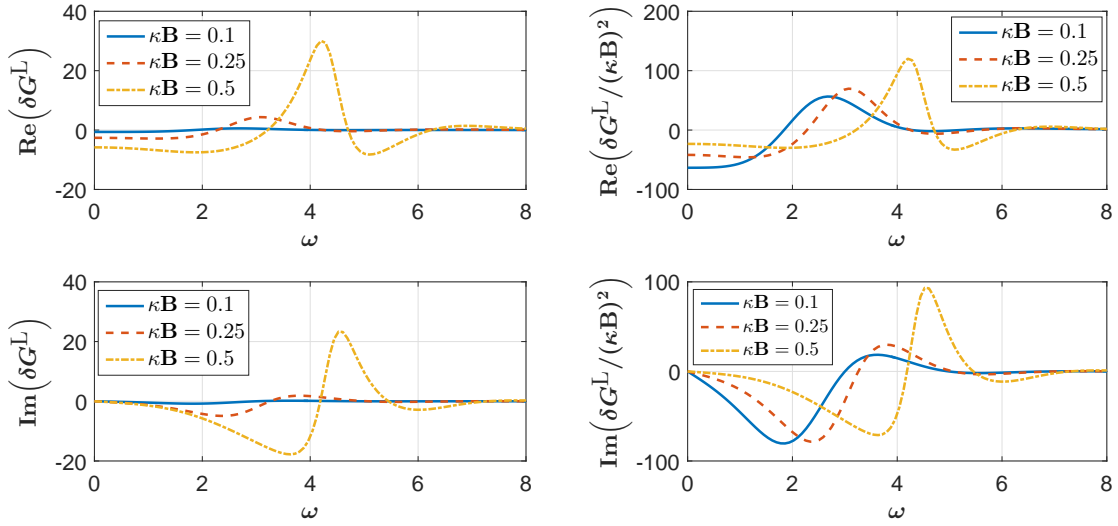 Re(δG^L)
40
20
0
-20
κB = 0.1
κB = 0.25
κB = 0.5
0 2 4 6 8
ω
Re(δG^L/(κB)^2)
200
100
0
-100
κB = 0.1
κB = 0.25
κB = 0.5
0 2 4 6 8
ω
Im(δG^L)
40
20
0
-20
κB = 0.1
κB = 0.25
κB = 0.5
0 2 4 6 8
ω
Im(δG^L/(κB)^2)
100
0
-100
κB = 0.1
κB = 0.25
κB = 0.5
0 2 4 6 8
ω